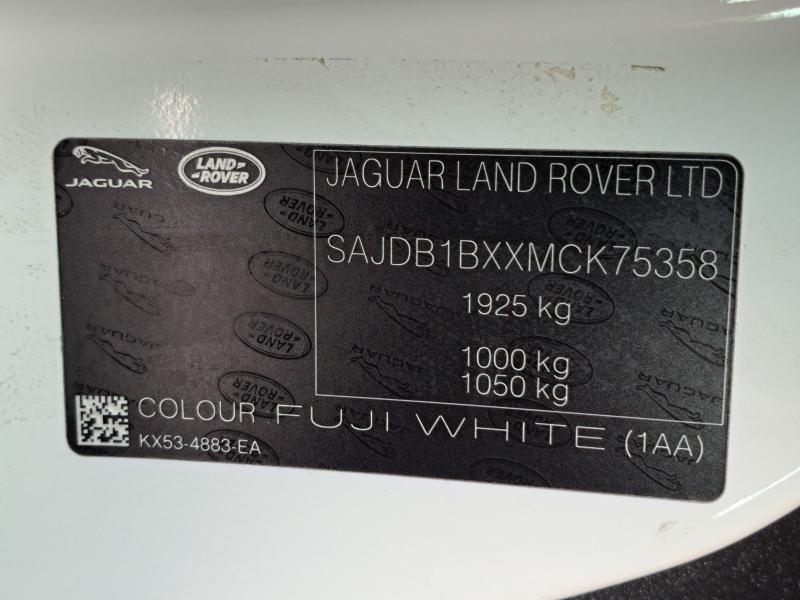 JAGUAR
LAND-
-ROVER
JAGUAR LAND ROVER LTD
SAJDB1BXXMCK75358
1925 kg
1000 kg
1050 kg
COLOUR FUJI WHITE (1AA)
KX53-4883-EA